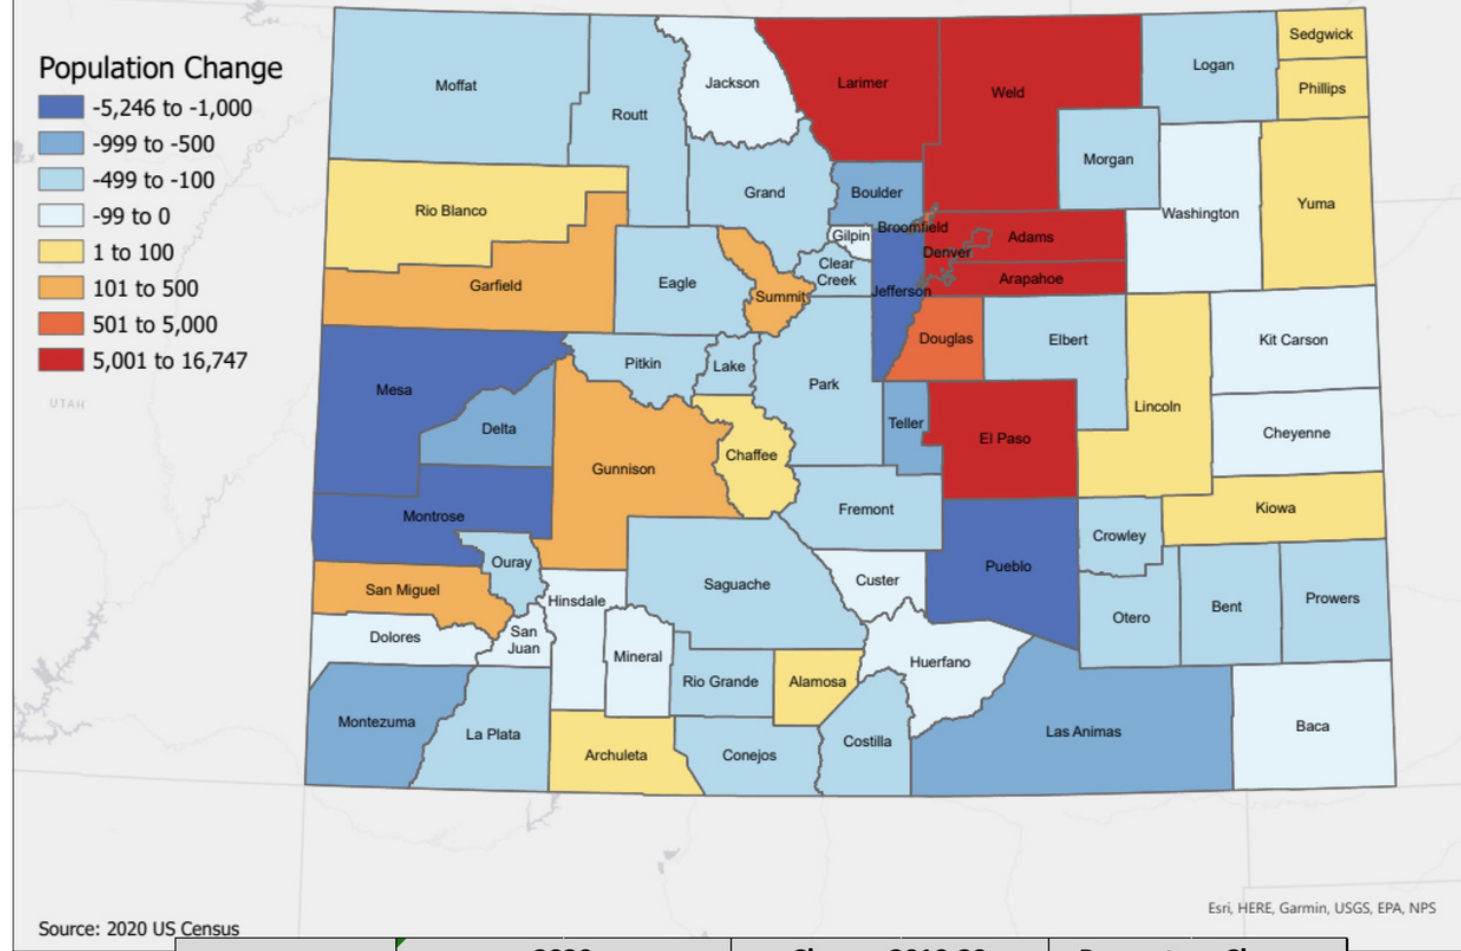 Population Change
-5,246 to -1,000
-999 to -500
-499 to -100
-99 to 0
1 to 100
101 to 500
501 to 5,000
5,001 to 16,747
UTAH
Moffat
Routt
Jackson
Larimer
Weld
Logan
Sedgwick
Phillips
Morgan
Washington
Yuma
Rio Blanco
Grand
Boulder
Broomfield
Gilpin
Clear
Creek
Denver
Adams
Arapahoe
Jefferson
Garfield
Eagle
Summit
Douglas
Elbert
Kit Carson
Mesa
Pitkin
Lake
Park
Lincoln
Cheyenne
Delta
Gunnison
Chaffee
Teller
El Paso
Kiowa
Montrose
Fremont
Crowley
Ouray
Saguache
Custer
Pueblo
San Miguel
Hinsdale
Otero
Bent
Prowers
Dolores
San
Juan
Mineral
Rio Grande
Alamosa
Huerfano
Montezuma
La Plata
Archuleta
Conejos
Costilla
Las Animas
Baca
Esri, HERE, Garmin, USGS, EPA, NPS
Source: 2020 US Census